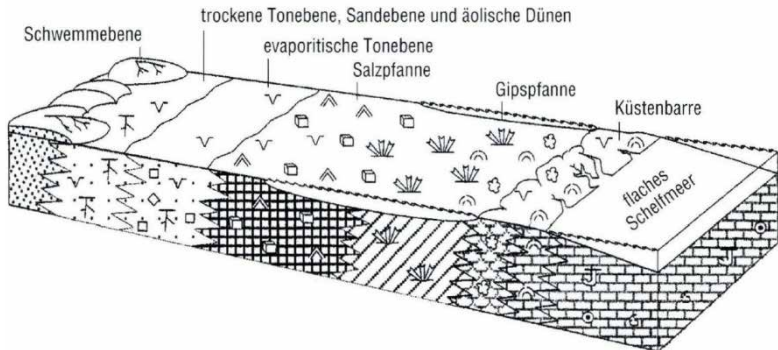 trockene Tonebene, Sandebene und äolische Dünen
Schwemmebene
evaporitische Tonebene
Salzpfanne
Gipspfanne
Küstenbarre
flaches
Schelfmeer